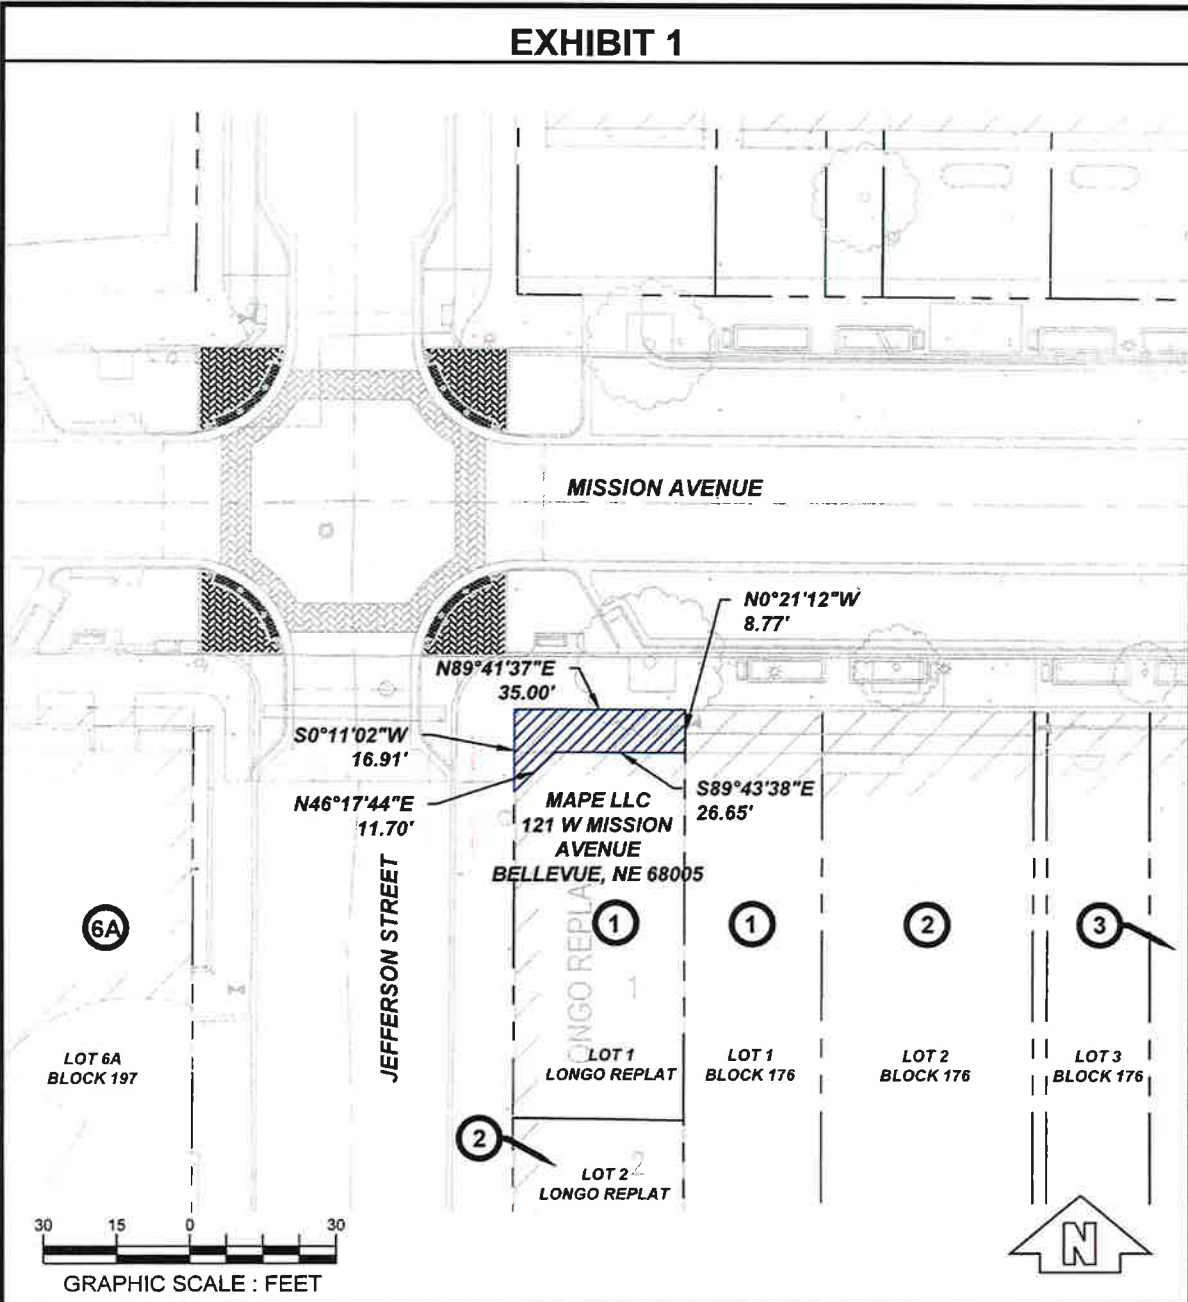 EXHIBIT 1
MISSION AVENUE
N0°21'12"W
8.77'
N89°41'37"E
35.00'
S0°11'02"W
16.91'
N46°17'44"E
11.70'
S89°43'38"E
26.65'
MAPE LLC
121 W MISSION
AVENUE
BELLEVUE, NE 68005
JEFFERSON STREET
ONGO REPLA
6A
1
1
2
3
1
LOT 6A
BLOCK 197
LOT 1
LONGO REPLAT
LOT 1
BLOCK 176
LOT 2
BLOCK 176
LOT 3
BLOCK 176
2
2
LOT 2
LONGO REPLAT
30 15 0 30
GRAPHIC SCALE : FEET
N